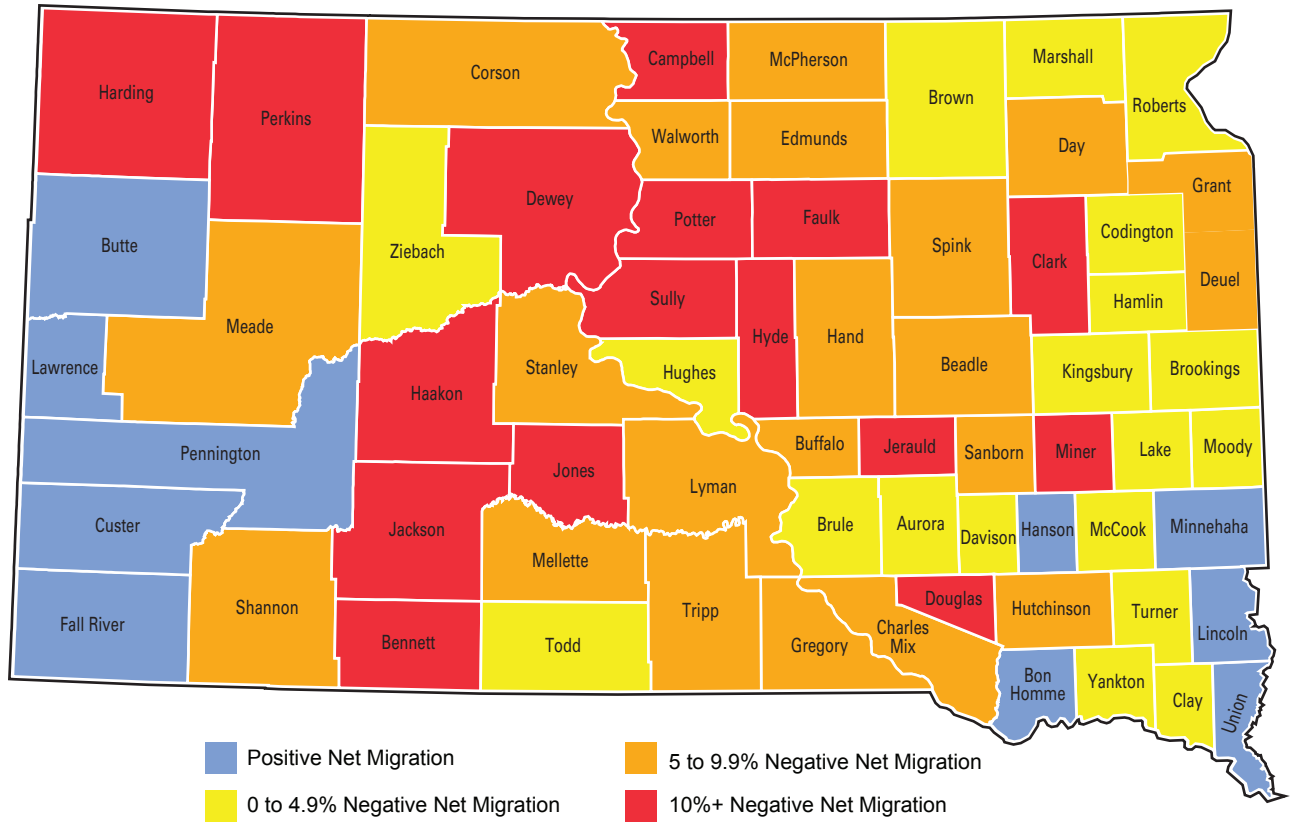 Harding
Perkins
Corson
Campbell
McPherson
Brown
Marshall
Roberts
Walworth
Edmunds
Day
Grant
Butte
Ziebach
Dewey
Potter
Faulk
Spink
Clark
Codington
Deuel
Hamlin
Meade
Sully
Hyde
Hand
Beadle
Kingsbury
Brookings
Lawrence
Haakon
Stanley
Hughes
Pennington
Jones
Lyman
Buffalo
Jerauld
Sanborn
Miner
Lake
Moody
Custer
Jackson
Mellette
Brule
Aurora
Davison
Hanson
McCook
Minnehaha
Fall River
Shannon
Bennett
Todd
Tripp
Gregory
Charles
Mix
Douglas
Hutchinson
Turner
Lincoln
Bon
Homme
Yankton
Clay
Union
Positive Net Migration
5 to 9.9% Negative Net Migration
0 to 4.9% Negative Net Migration
10%+ Negative Net Migration